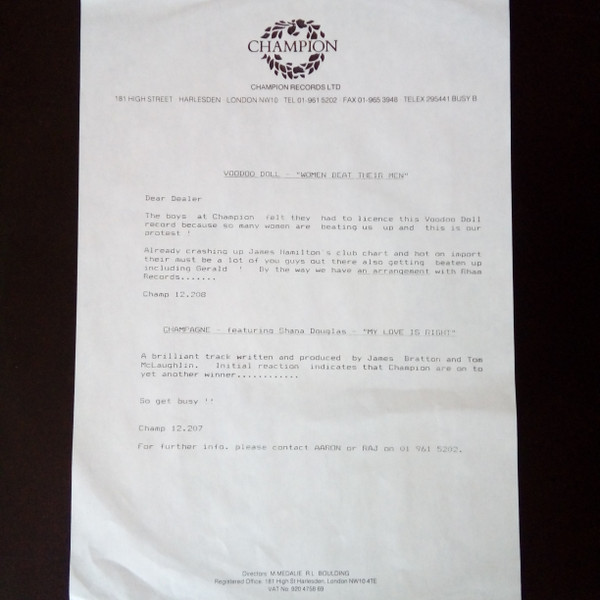 CHAMPION
CHAMPION RECORDS LTD
181 HIGH STREET HARLESDEN LONDON NW10 TEL 01-961 5202 · FAX 01-965 3948 TELEX 295441 BUSY B
VOODOO DOLL - "WOMEN BEAT THEIR MEN"
Dear Dealer
The boys at Champion felt they had to licence this Voodoo Doll
record because so many women are beating us up and this is our
protest !
Already crashing up James Hamilton's club chart and hot on import
their must be a lot of you guys out there also getting beaten up
including Gerald ! By the way we have an arrangement with Rham
Records.......
Champ 12.208
CHAMPAGNE - featuring Shana Douglas - "MY LOVE IS RIGHT"
A brilliant track written and produced by James Bratton and Tom
McLaughlin. Initial reaction indicates that Champion are on to
yet another winner............
So get busy !!
Champ 12.207
For further info. please contact AARON or RAJ on 01 961 5202.
Directors: M MEDALIE R L BOULDING
Registered Office: 181 High St Harlesden, London NW10 4TE
VAT No: 920 4756 69